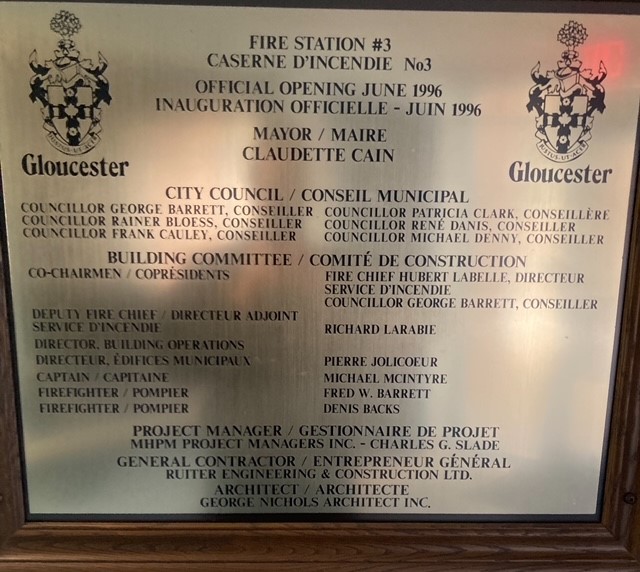 FIRE STATION #3
CASERNE D'INCENDIE No3
OFFICIAL OPENING JUNE 1996
INAUGURATION OFFICIELLE - JUIN 1996
MAYOR / MAIRE
CLAUDETTE CAIN
Gloucester
Gloucester
CITY COUNCIL / CONSEIL MUNICIPAL
COUNCILLOR GEORGE BARRETT, CONSEILLER COUNCILLOR PATRICIA CLARK, CONSEILLÈRE
COUNCILLOR RAINER BLOESS, CONSEILLER COUNCILLOR RENÉ DANIS, CONSEILLER
COUNCILLOR FRANK CAULEY, CONSEILLER COUNCILLOR MICHAEL DENNY, CONSEILLER
BUILDING COMMITTEE / COMITÉ DE CONSTRUCTION
CO-CHAIRMEN / COPRÈSIDENTS FIRE CHIEF HUBERT LABELLE, DIRECTEUR
SERVICE D'INCENDIE
COUNCILLOR GEORGE BARRETT, CONSEILLER
DEPUTY FIRE CHIEF / DIRECTEUR ADJOINT
SERVICE D'INCENDIE RICHARD LARABIE
DIRECTOR, BUILDING OPERATIONS
DIRECTEUR, ÉDIFICES MUNICIPAUX PIERRE JOLICOEUR
CAPTAIN / CAPITAINE MICHAEL MCINTYRE
FIREFIGHTER / POMPIER FRED W. BARRETT
FIREFIGHTER / POMPIER DENIS BACKS
PROJECT MANAGER / GESTIONNAIRE DE PROJET
MHPM PROJECT MANAGERS INC. - CHARLES G. SLADE
GENERAL CONTRACTOR / ENTREPRENEUR GÉNÉRAL
RUITER ENGINEERING & CONSTRUCTION LTD.
ARCHITECT / ARCHITECTE
GEORGE NICHOLS ARCHITECT INC.